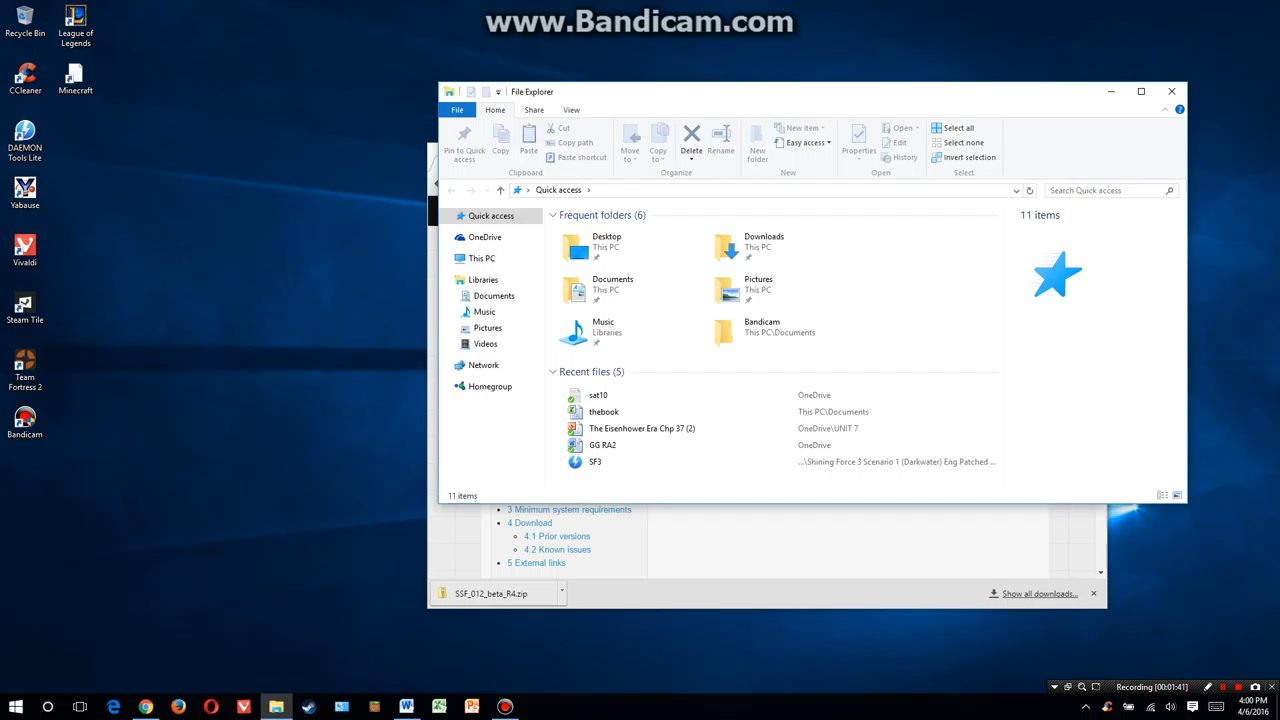 www.Bandicam.com
Recycle Bin
League of Legends
CCleaner
Minecraft
DAEMON Tools Lite
Yabause
Vivaldi
Steam Tile
Team Fortress 2
Bandicam
File Explorer
File Home Share View
Pin to Quick access
Copy
Paste
Cut
Copy path
Paste shortcut
Clipboard
Move to
Copy to
Delete
Rename
Organize
New folder
New item
Easy access
New
Properties
Open
Edit
History
Open
Select all
Select none
Invert selection
Select
Quick access
Search Quick access
Quick access
OneDrive
This PC
Libraries
Documents
Music
Pictures
Videos
Network
Homegroup
Frequent folders (6)
Desktop
This PC
Downloads
This PC
Documents
This PC
Pictures
This PC
Music
Libraries
Bandicam
This PC\Documents
Recent files (5)
sat10 OneDrive
thebook This PC\Documents
The Eisenhower Era Chp 37 (2) OneDrive\UNIT 7
GG RA2 OneDrive
SF3 ...\Shining Force 3 Scenario 1 (Darkwater) Eng Patched ...
11 items
11 items
3 Minimum system requirements
4 Download
4.1 Prior versions
4.2 Known issues
5 External links
SSF_012_beta_R4.zip
Show all downloads...
Recording [00:01:41]
4:00 PM
4/6/2016